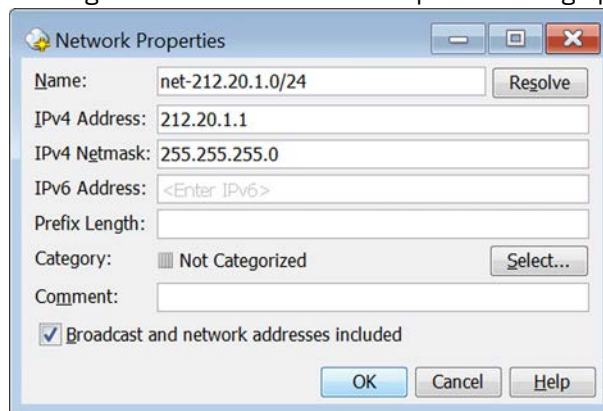 Network Properties
Name: net-212.20.1.0/24 Resolve
IPv4 Address: 212.20.1.1
IPv4 Netmask: 255.255.255.0
IPv6 Address: <Enter IPv6>
Prefix Length:
Category: Not Categorized Select...
Comment:
Broadcast and network addresses included
OK Cancel Help